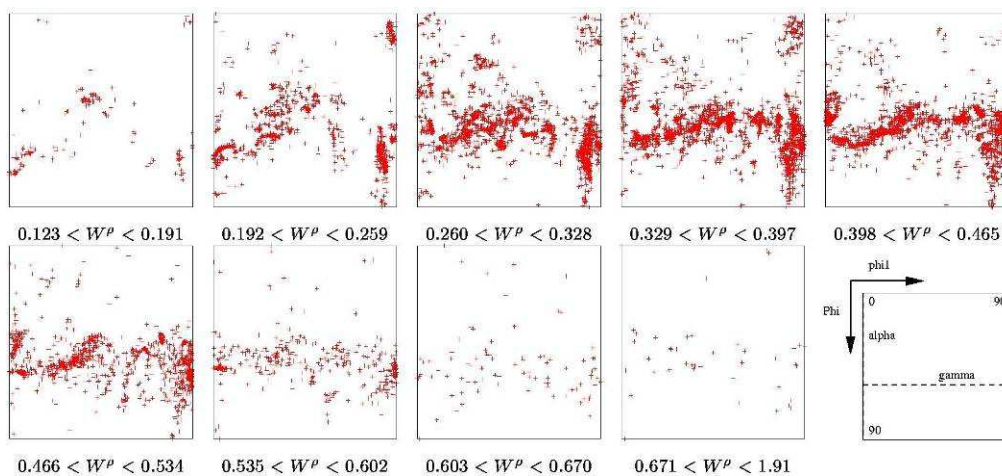 0.123 < W^ρ < 0.191
0.192 < W^ρ < 0.259
0.260 < W^ρ < 0.328
0.329 < W^ρ < 0.397
0.398 < W^ρ < 0.465
phi1
Phi
0 90
alpha
gamma
90
0.466 < W^ρ < 0.534
0.535 < W^ρ < 0.602
0.603 < W^ρ < 0.670
0.671 < W^ρ < 1.91